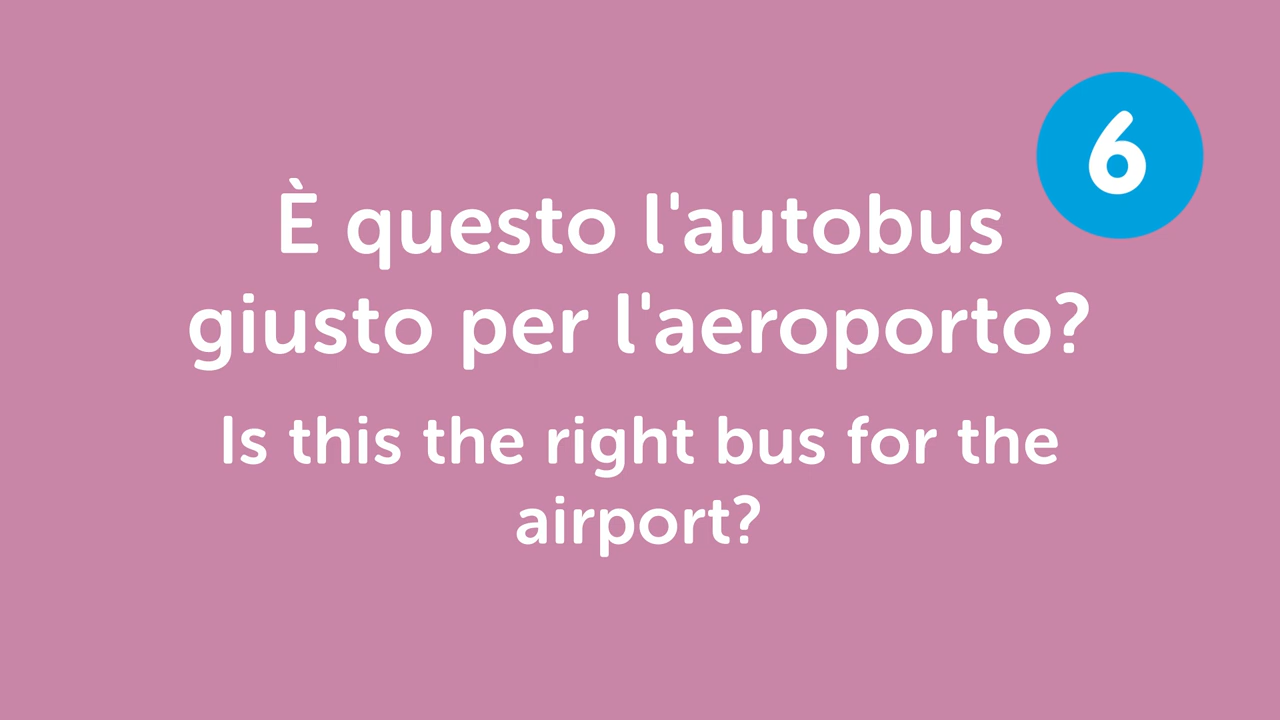 6
È questo l'autobus
giusto per l'aeroporto?
Is this the right bus for the
airport?